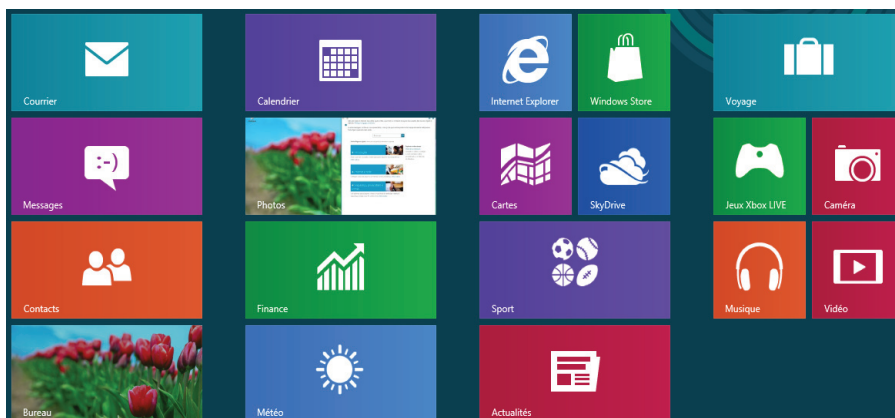 Courrier
Calendrier
Internet Explorer
Windows Store
Voyage
Messages
Photos
Cartes
SkyDrive
Jeux Xbox LIVE
Caméra
Contacts
Finance
Sport
Musique
Vidéo
Bureau
Météo
Actualités